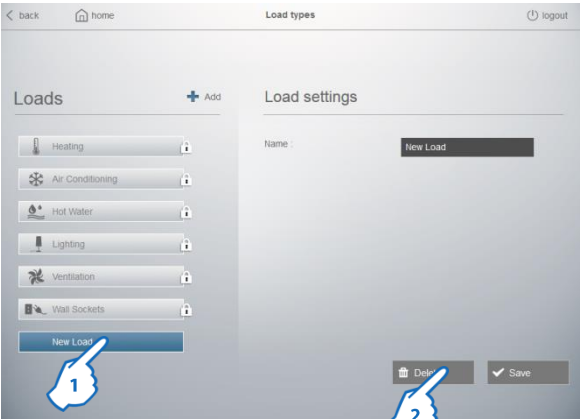 back home Load types logout
Loads Add Load settings
Heating
Name : New Load
Air Conditioning
Hot Water
Lighting
Ventilation
Wall Sockets
New Load
1
Save
2